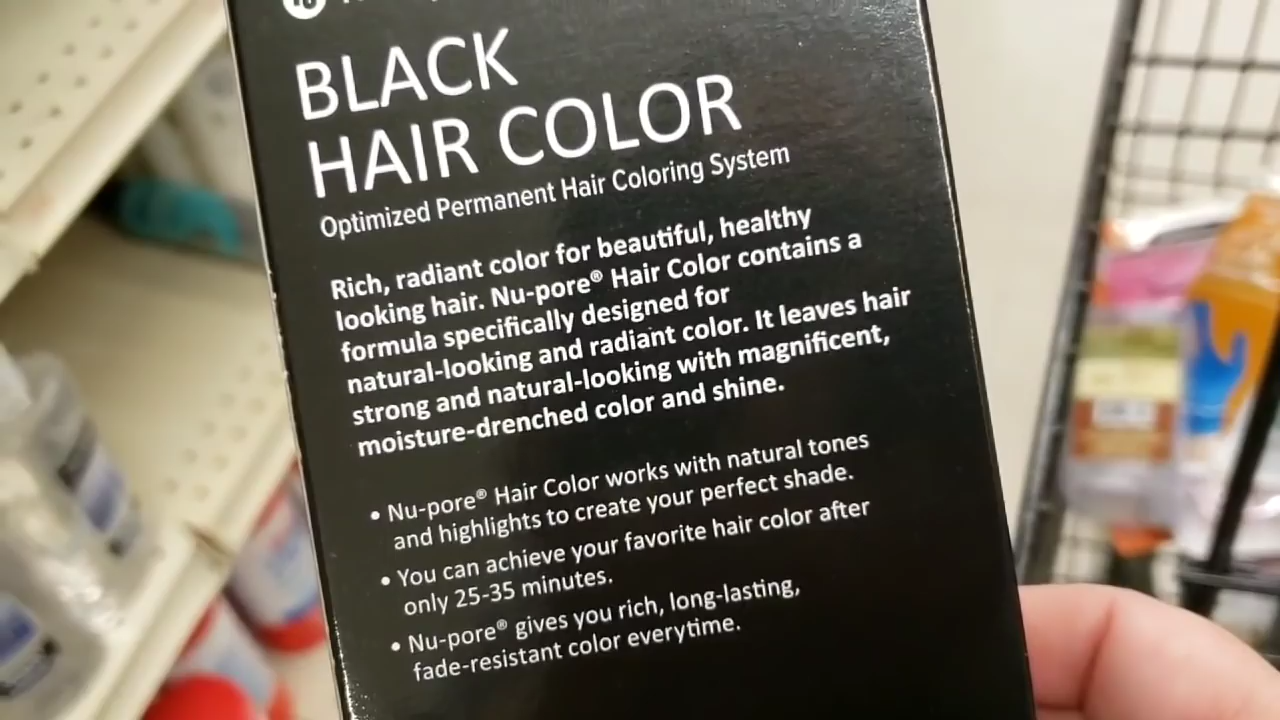 BLACK
HAIR COLOR
Optimized Permanent Hair Coloring System
Rich, radiant color for beautiful, healthy
looking hair. Nu-pore® Hair Color contains a
formula specifically designed for
natural-looking and radiant color. It leaves hair
strong and natural-looking with magnificent,
moisture-drenched color and shine.
• Nu-pore® Hair Color works with natural tones
and highlights to create your perfect shade.
• You can achieve your favorite hair color after
only 25-35 minutes.
• Nu-pore® gives you rich, long-lasting,
fade-resistant color everytime.